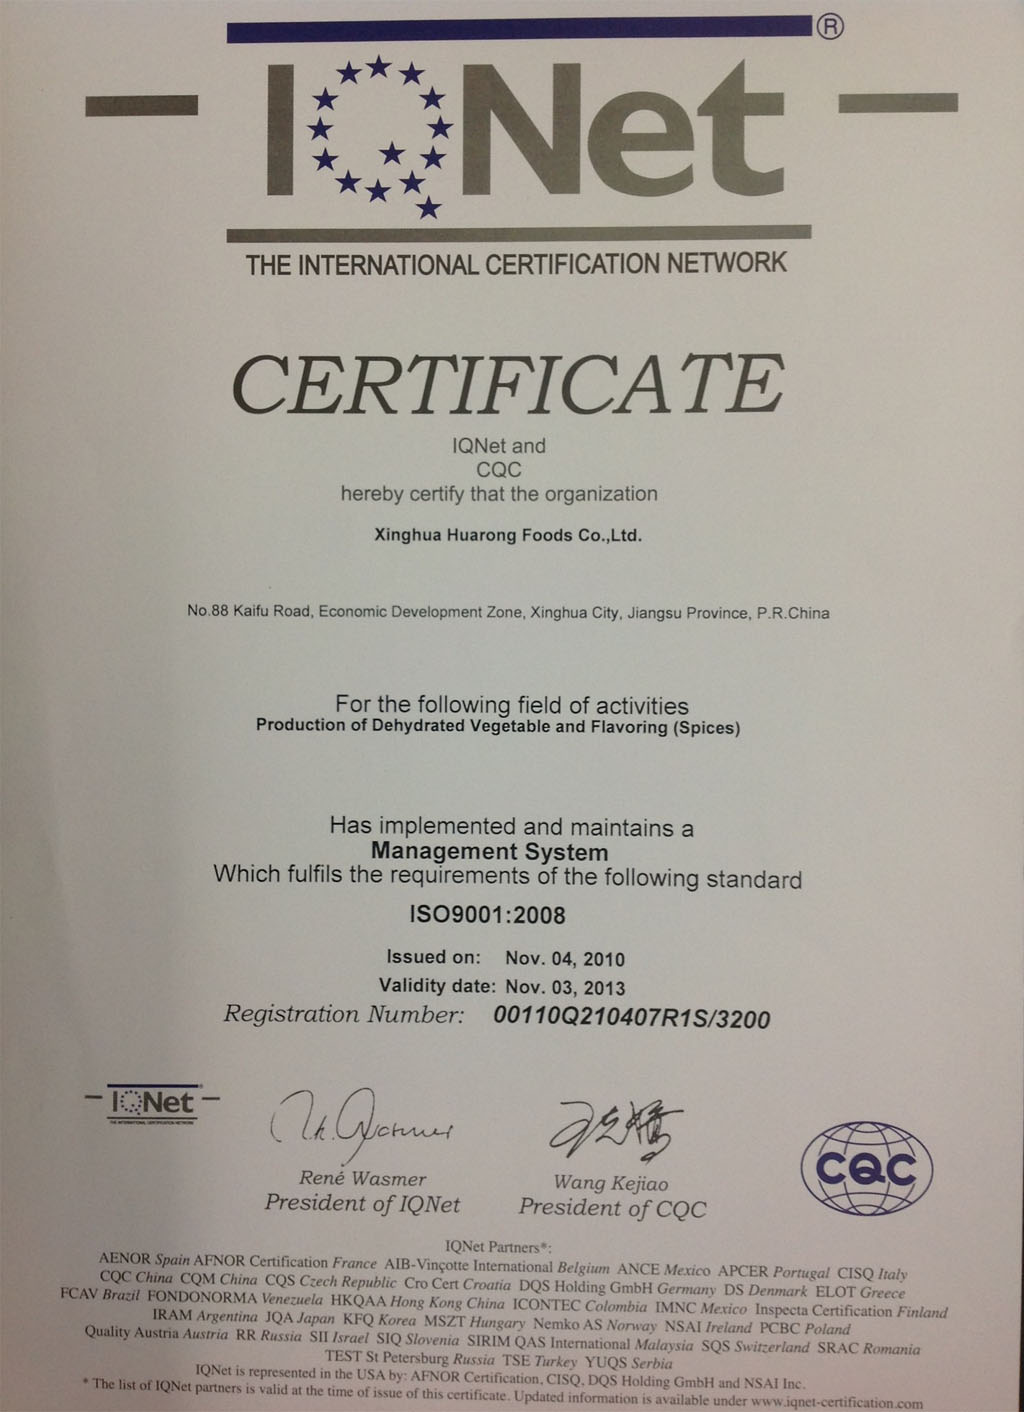 IQNet®
THE INTERNATIONAL CERTIFICATION NETWORK
CERTIFICATE
IQNet and
CQC
hereby certify that the organization
Xinghua Huarong Foods Co.,Ltd.
No.88 Kaifu Road, Economic Development Zone, Xinghua City, Jiangsu Province, P.R.China
For the following field of activities
Production of Dehydrated Vegetable and Flavoring (Spices)
Has implemented and maintains a
Management System
Which fulfils the requirements of the following standard
ISO9001:2008
Issued on: Nov. 04, 2010
Validity date: Nov. 03, 2013
Registration Number: 00110Q210407R1S/3200
IQNet
THE INTERNATIONAL CERTIFICATION NETWORK
René Wasmer
President of IQNet
Wang Kejiao
President of CQC
CQC
IQNet Partners*:
AENOR Spain AFNOR Certification France AIB-Vinçotte International Belgium ANCE Mexico APCER Portugal CISQ Italy
CQC China CQM China CQS Czech Republic Cro Cert Croatia DQS Holding GmbH Germany DS Denmark ELOT Greece
FCAV Brazil FONDONORMA Venezuela HKQAA Hong Kong China ICONTEC Colombia IMNC Mexico Inspecta Certification Finland
IRAM Argentina JQA Japan KFQ Korea MSZT Hungary Nemko AS Norway NSAI Ireland PCBC Poland
Quality Austria Austria RR Russia SII Israel SIQ Slovenia SIRIM QAS International Malaysia SQS Switzerland SRAC Romania
TEST St Petersburg Russia TSE Turkey YUQS Serbia
IQNet is represented in the USA by: AFNOR Certification, CISQ, DQS Holding GmbH and NSAI Inc.
* The list of IQNet partners is valid at the time of issue of this certificate. Updated information is available under www.iqnet-certification.com